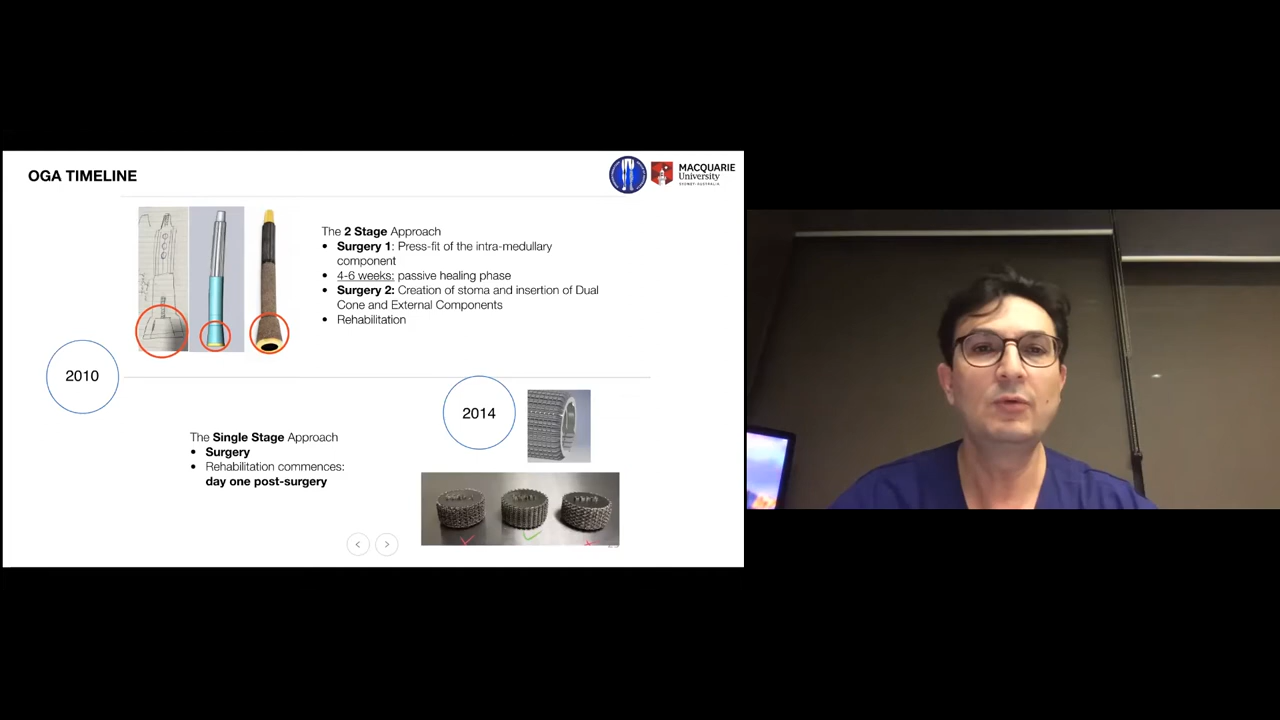 OGA TIMELINE
MACQUARIE
University
SYDNEY·AUSTRALIA
The 2 Stage Approach
• Surgery 1: Press-fit of the intra-medullary
component
• 4-6 weeks: passive healing phase
• Surgery 2: Creation of stoma and insertion of Dual
Cone and External Components
• Rehabilitation
2010
2014
The Single Stage Approach
• Surgery
• Rehabilitation commences:
day one post-surgery